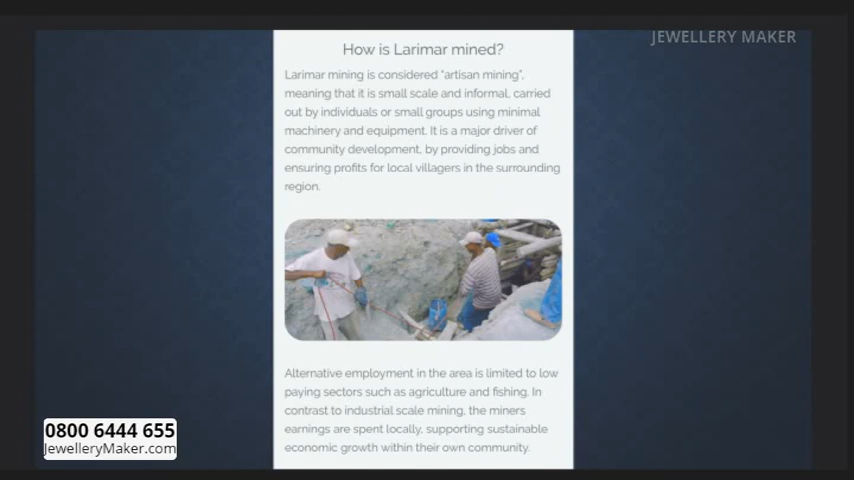 JEWELLERY MAKER
How is Larimar mined?
Larimar mining is considered "artisan mining",
meaning that it is small scale and informal, carried
out by individuals or small groups using minimal
machinery and equipment. It is a major driver of
community development, by providing jobs and
ensuring profits for local villagers in the surrounding
region.
Alternative employment in the area is limited to low
paying sectors such as agriculture and fishing. In
contrast to industrial scale mining, the miners
earnings are spent locally, supporting sustainable
economic growth within their own community.
0800 6444 655
JewelleryMaker.com